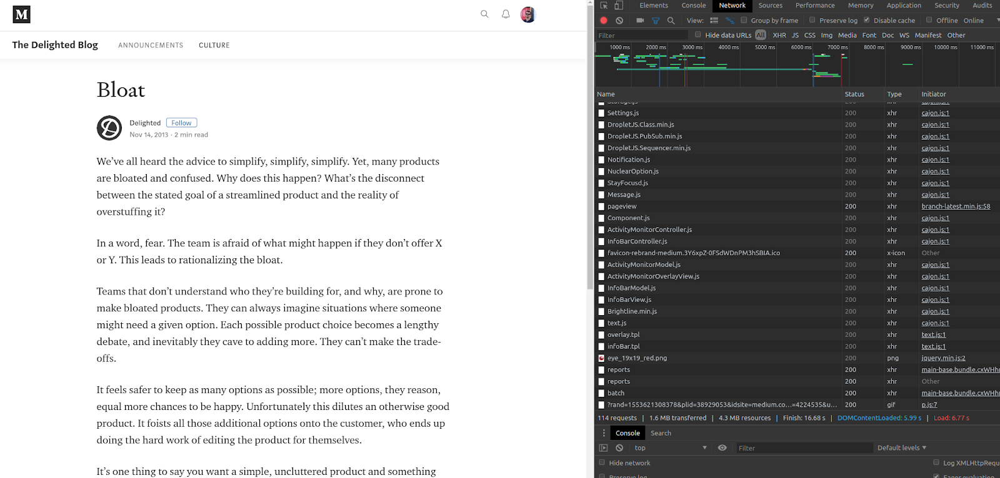 M
The Delighted Blog ANNOUNCEMENTS CULTURE
Bloat
Delighted Follow
Nov 14, 2013 · 2 min read
We’ve all heard the advice to simplify, simplify, simplify. Yet, many products
are bloated and confused. Why does this happen? What’s the disconnect
between the stated goal of a streamlined product and the reality of
overstuffing it?
In a word, fear. The team is afraid of what might happen if they don’t offer X
or Y. This leads to rationalizing the bloat.
Teams that don’t understand who they’re building for, and why, are prone to
make bloated products. They can always imagine situations where someone
might need a given option. Each possible product choice becomes a lengthy
debate, and inevitably they cave to adding more. They can’t make the trade-
offs.
It feels safer to keep as many options as possible; more options, they reason,
equal more chances to be happy. Unfortunately this dilutes an otherwise good
product. It foists all those additional options onto the customer, who ends up
doing the hard work of editing the product for themselves.
It’s one thing to say you want a simple, uncluttered product and something
Elements Console Network Sources Performance Memory Application Security Audits
View: Group by frame Preserve log Disable cache Offline Online
Filter Hide data URLs All XHR JS CSS Img Media Font Doc WS Manifest Other
1000 ms 2000 ms 3000 ms 4000 ms 5000 ms 6000 ms 7000 ms 8000 ms 9000 ms 10000 ms 11000 ms
Name Status Type Initiator
Storage.js 200 xhr cajon.js:1
Settings.js 200 xhr cajon.js:1
DropletJS.Class.min.js 200 xhr cajon.js:1
DropletJS.PubSub.min.js 200 xhr cajon.js:1
DropletJS.Sequencer.min.js 200 xhr cajon.js:1
Notification.js 200 xhr cajon.js:1
NuclearOption.js 200 xhr cajon.js:1
StayFocusd.js 200 xhr cajon.js:1
Message.js 200 xhr cajon.js:1
pageview 200 xhr branch-latest.min.js:58
Component.js 200 xhr cajon.js:1
ActivityMonitorController.js 200 xhr cajon.js:1
InfoBarController.js 200 xhr cajon.js:1
favicon-rebrand-medium.3Y6xpZ-0FSdWDnPM3hSBIA.ico 200 x-icon Other
ActivityMonitorModel.js 200 xhr cajon.js:1
ActivityMonitorOverlayView.js 200 xhr cajon.js:1
InfoBarModel.js 200 xhr cajon.js:1
InfoBarView.js 200 xhr cajon.js:1
Brightline.min.js 200 xhr cajon.js:1
text.js 200 xhr cajon.js:1
overlay.tpl 200 xhr text.js:1
infoBar.tpl 200 xhr text.js:1
eye_19x19_red.png 200 png jquery.min.js:2
reports 200 xhr main-base.bundle.cxWHh
reports 200 xhr Other
batch 200 xhr main-base.bundle.cxWHh
?rand=1553621308378&plid=38929053&idsite=medium.co…=4224535&u... 200 gif p.js:7
114 requests | 1.6 MB transferred | 4.3 MB resources | Finish: 16.68 s | DOMContentLoaded: 5.99 s | Load: 6.77 s
Console Search
top Filter Default levels
Hide network Log XMLHttpRequ
Preserve log Eager evaluation